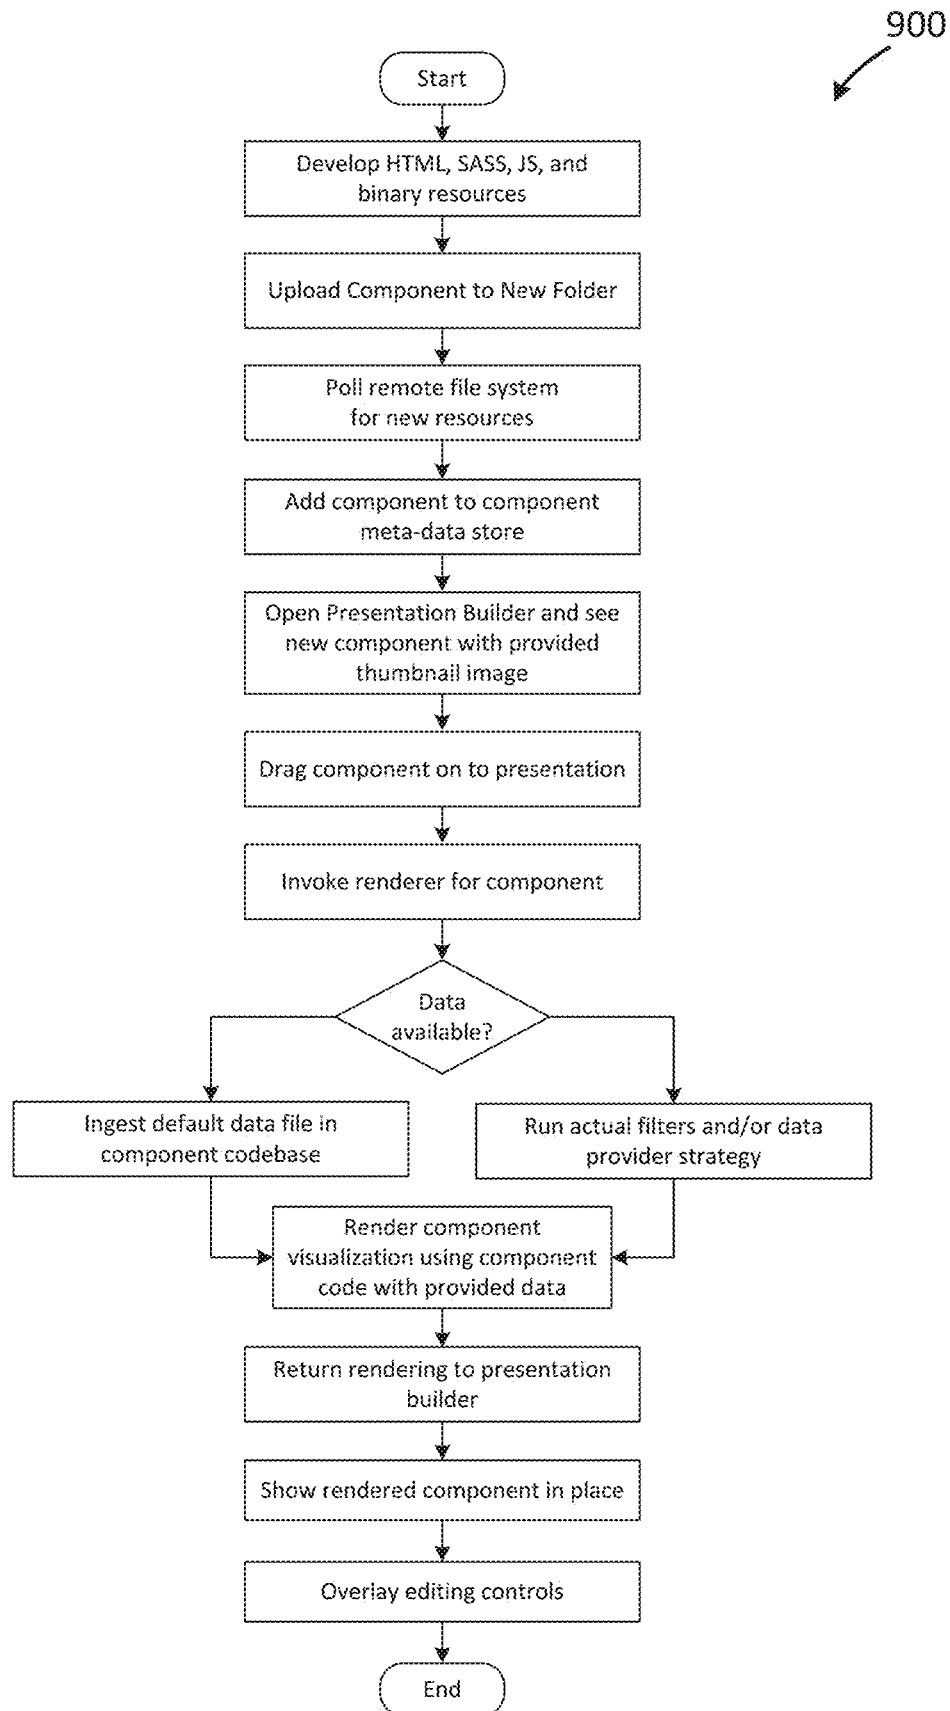 900
Start
Develop HTML, SASS, JS, and
binary resources
Upload Component to New Folder
Poll remote file system
for new resources
Add component to component
meta-data store
Open Presentation Builder and see
new component with provided
thumbnail image
Drag component on to presentation
Invoke renderer for component
Data
available?
Ingest default data file in
component codebase
Run actual filters and/or data
provider strategy
Render component
visualization using component
code with provided data
Return rendering to presentation
builder
Show rendered component in place
Overlay editing controls
End